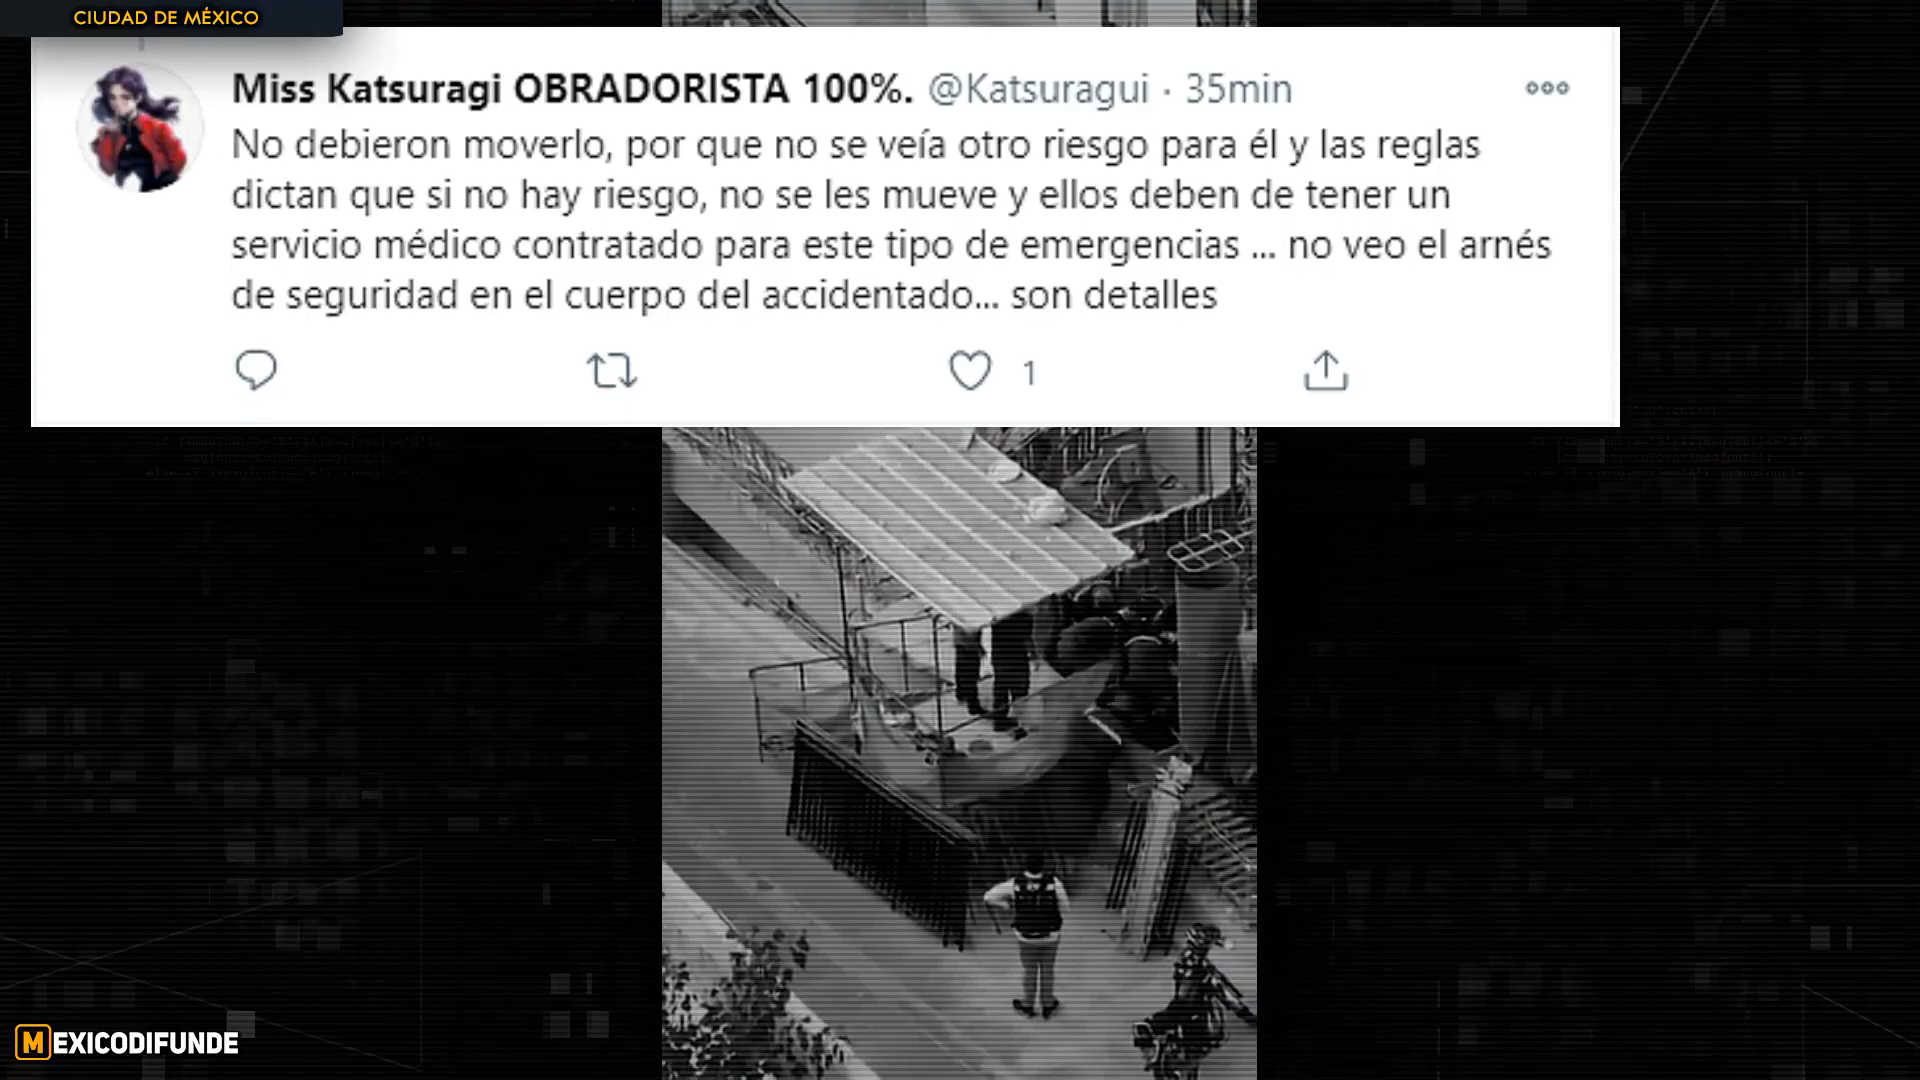 CIUDAD DE MÉXICO
Miss Katsuragi OBRADORISTA 100%. @Katsuragui · 35min
No debieron moverlo, por que no se veía otro riesgo para él y las reglas
dictan que si no hay riesgo, no se les mueve y ellos deben de tener un
servicio médico contratado para este tipo de emergencias ... no veo el arnés
de seguridad en el cuerpo del accidentado... son detalles
1
MEXICODIFUNDE